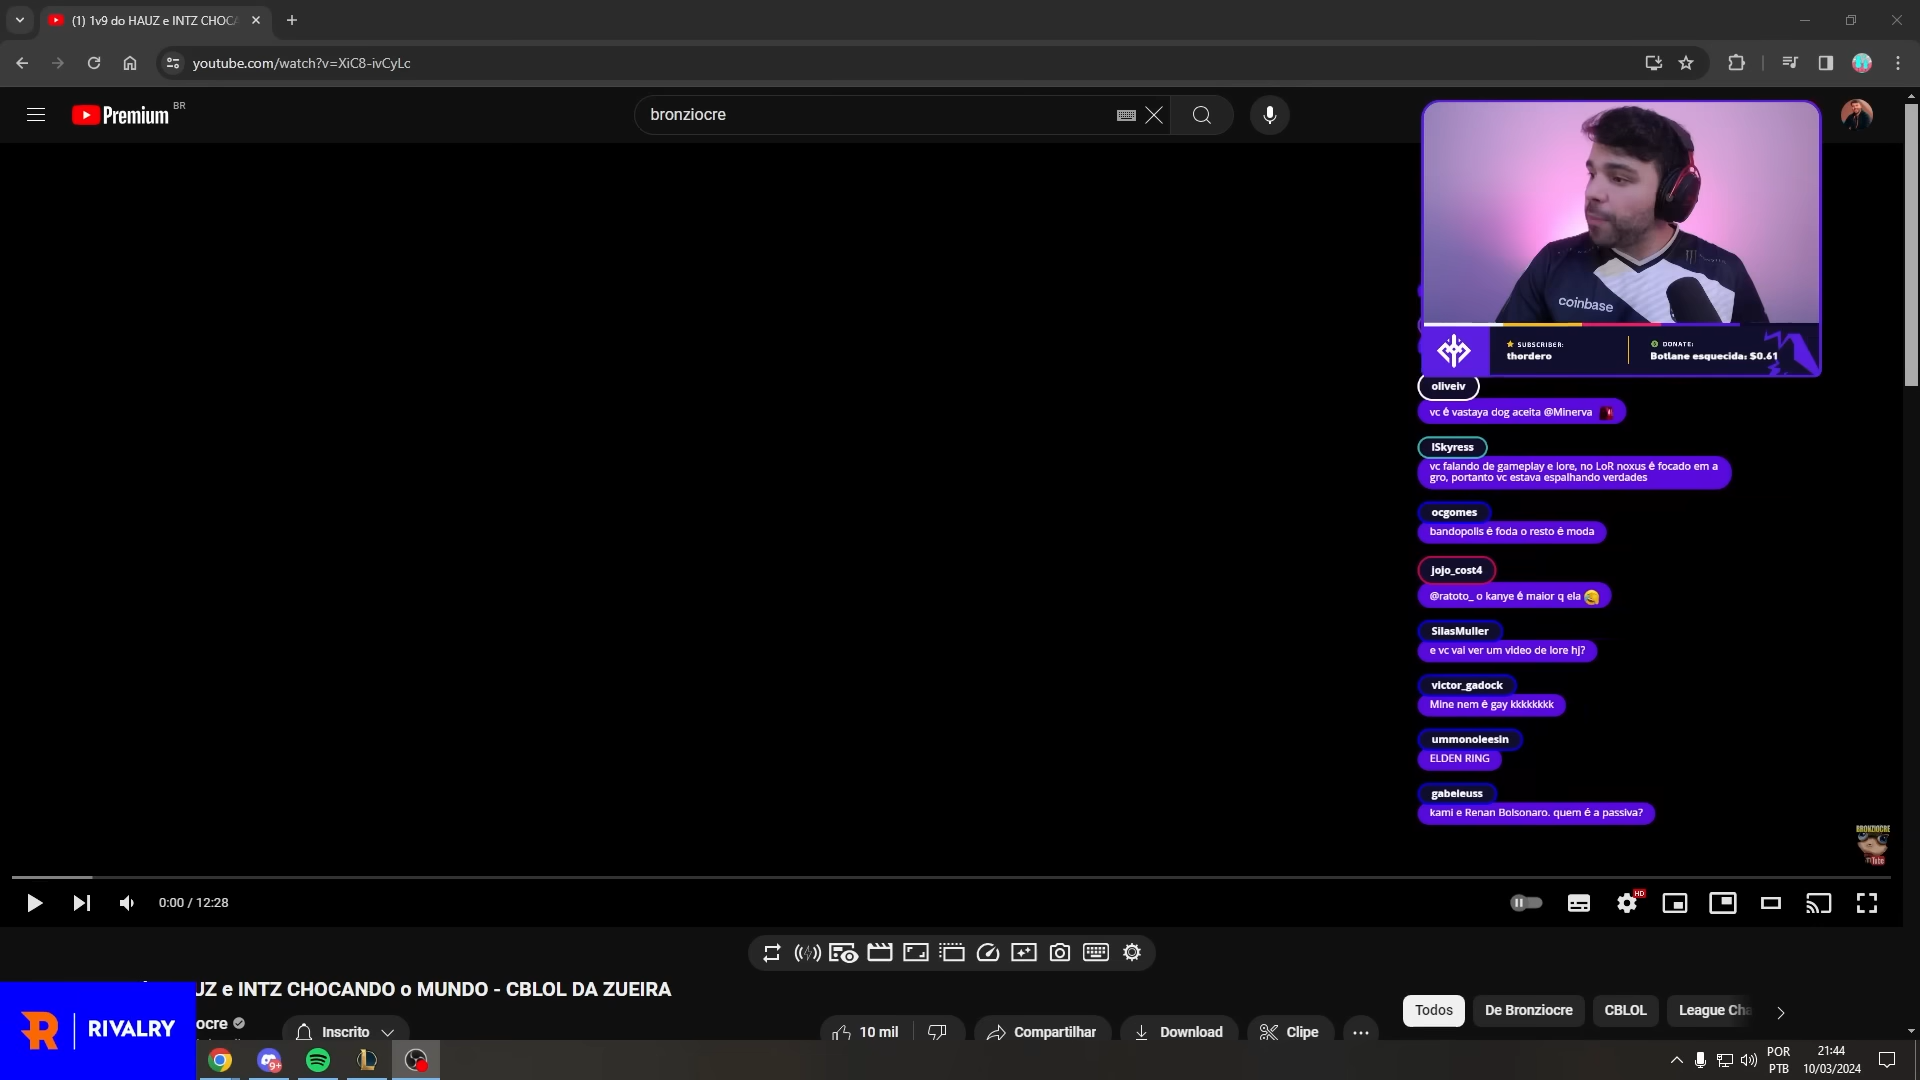 (1) 1v9 do HAUZ e INTZ CHOCA
youtube.com/watch?v=XiC8-ivCyLc
Premium
BR
bronziocre
coinbase
SUBSCRIBER:
thordero
DONATE:
Botlane esquecida: $0.61
oliveiv
vc é vastaya dog aceita @Minerva
ISkyress
vc falando de gameplay e lore, no LoR noxus é focado em a
gro, portanto vc estava espalhando verdades
ocgomes
bandopolis é foda o resto é moda
jojo_cost4
@ratoto_ o kanye é maior q ela
SilasMuller
e vc vai ver um video de lore hj?
victor_gadock
Mine nem é gay kkkkkkkk
ummonoleesin
ELDEN RING
gabeleuss
kami e Renan Bolsonaro. quem é a passiva?
BRONZIOCRE
0:00 / 12:28
HD
UZ e INTZ CHOCANDO o MUNDO - CBLOL DA ZUEIRA
ocre
Inscrito
10 mil
Compartilhar
Download
Clipe
Todos
De Bronziocre
CBLOL
League Cha
R | RIVALRY
9+
POR
PTB
21:44
10/03/2024